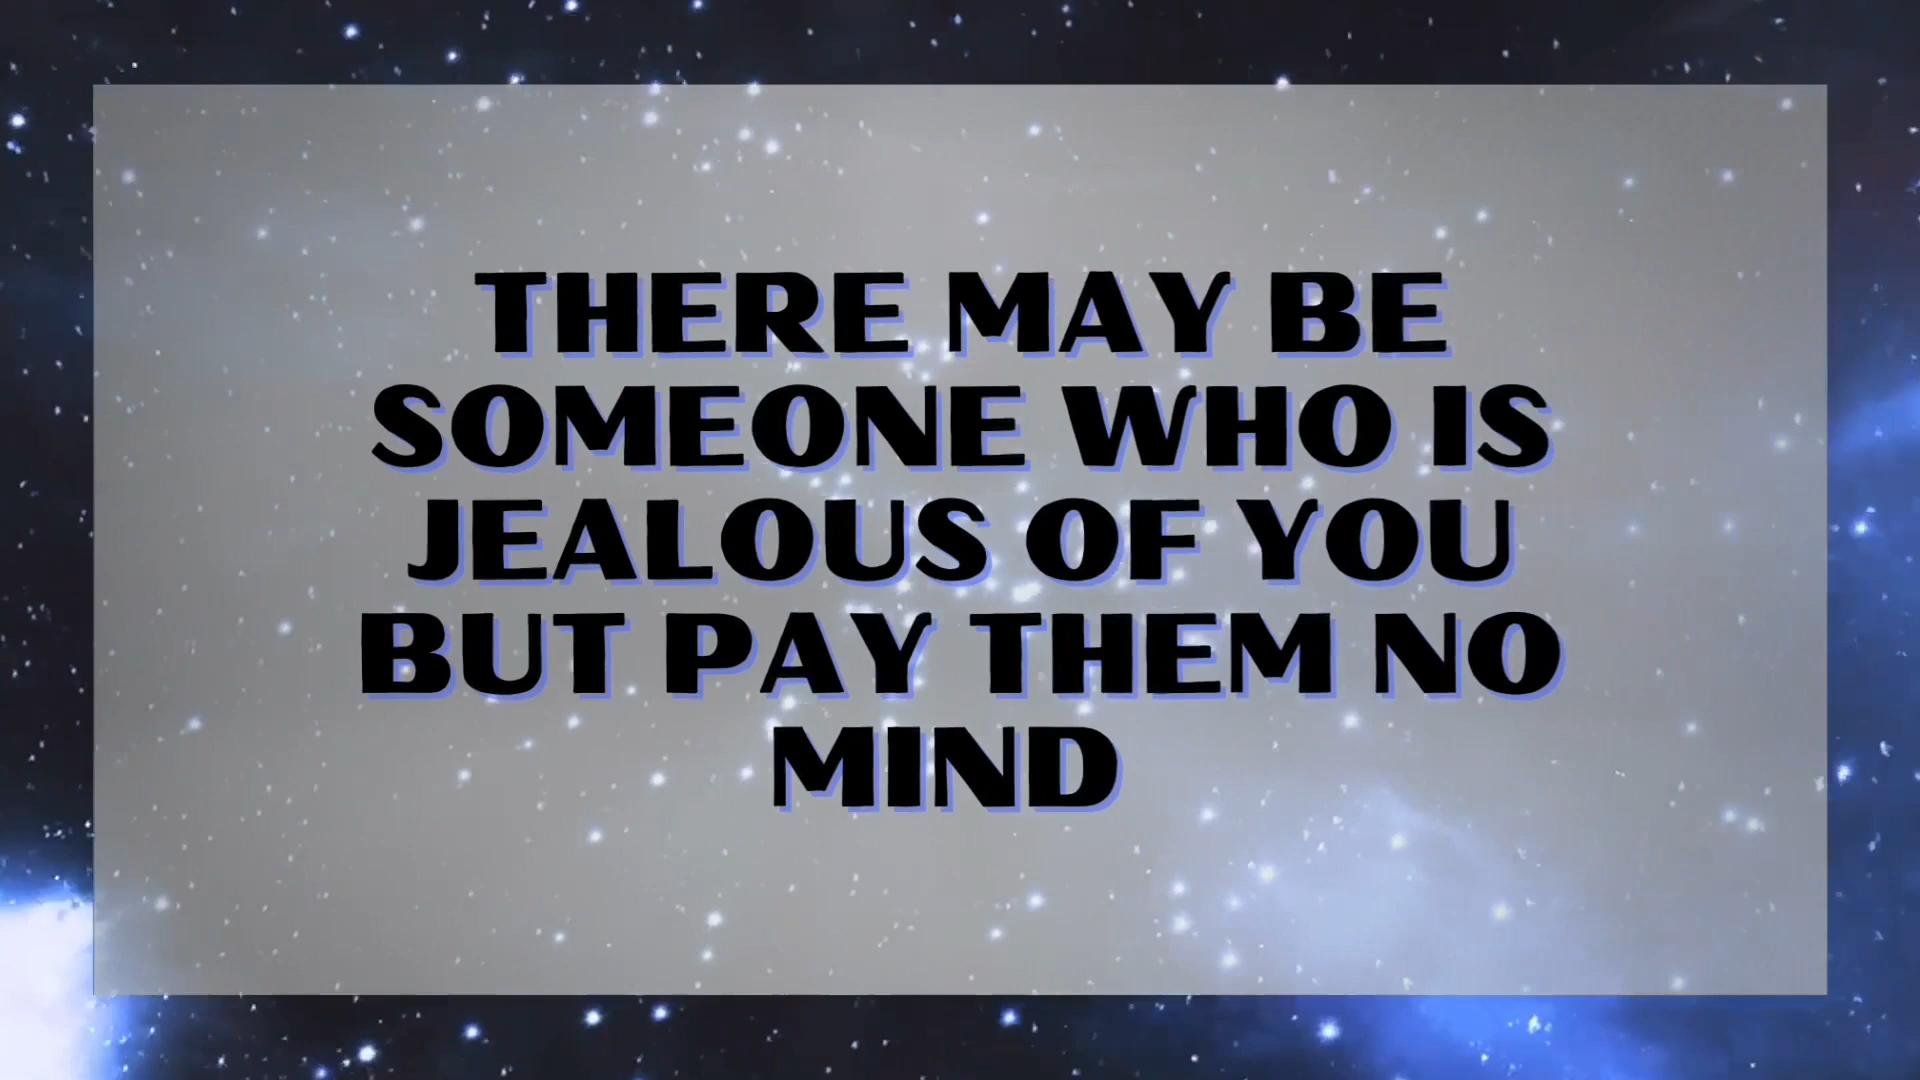 THERE MAY BE
SOMEONE WHO IS
JEALOUS OF YOU
BUT PAY THEM NO
MIND